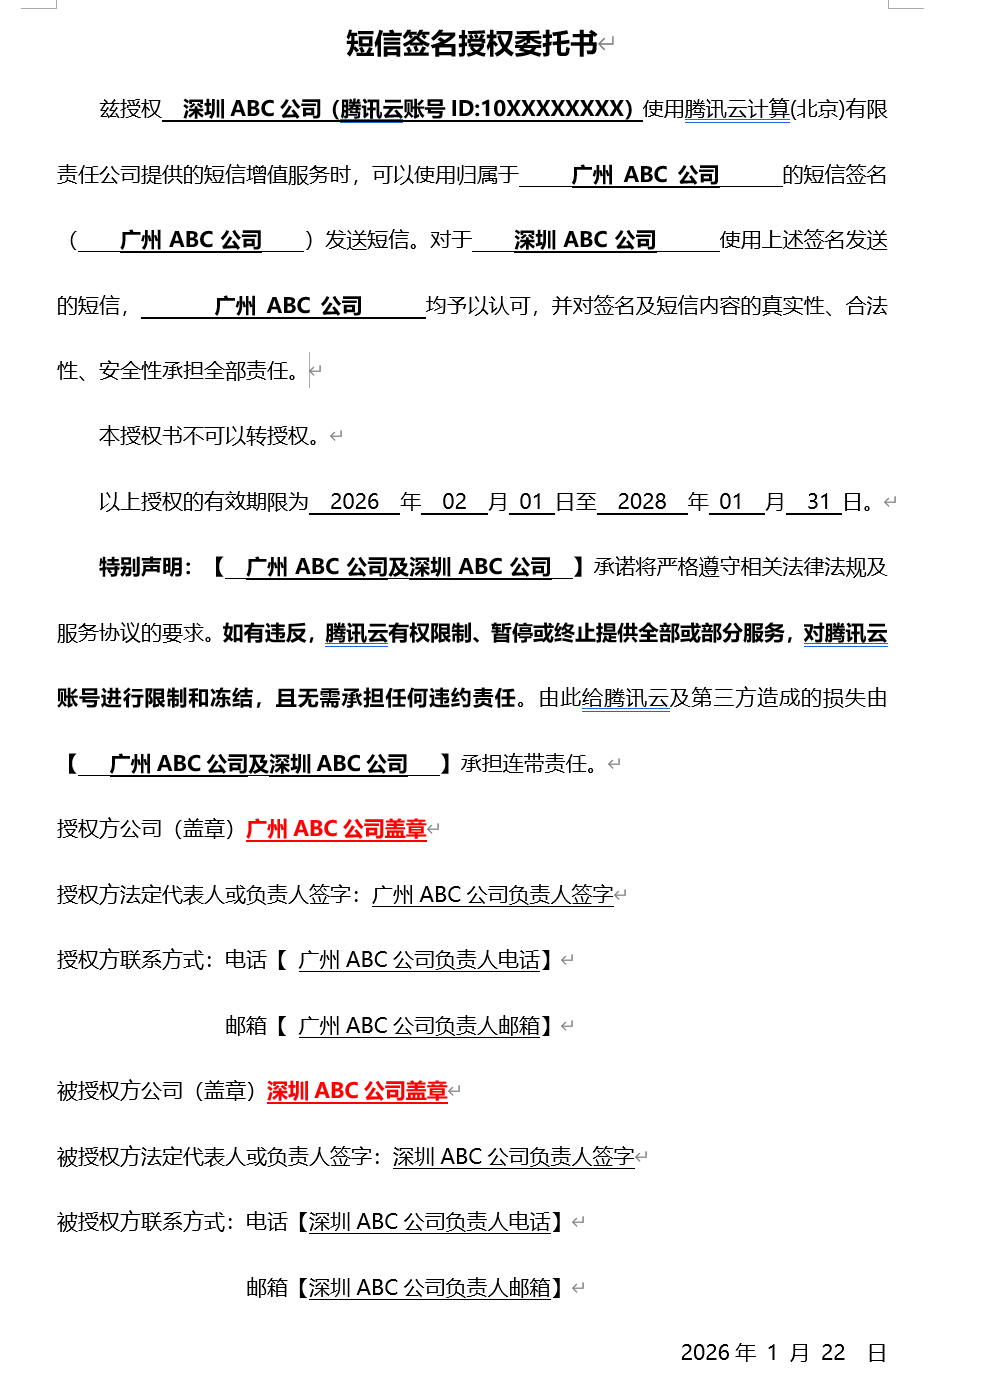 短信签名授权委托书
兹授权 深圳 ABC 公司（腾讯云账号 ID:10XXXXXXXX）使用腾讯云计算(北京)有限
责任公司提供的短信增值服务时，可以使用归属于 广州 ABC 公司 的短信签名
（ 广州 ABC 公司 ）发送短信。对于 深圳 ABC 公司 使用上述签名发送
的短信， 广州 ABC 公司 均予以认可，并对签名及短信内容的真实性、合法
性、安全性承担全部责任。
本授权书不可以转授权。
以上授权的有效期限为 2026 年 02 月 01 日至 2028 年 01 月 31 日。
特别声明：【 广州 ABC 公司及深圳 ABC 公司 】承诺将严格遵守相关法律法规及
服务协议的要求。如有违反，腾讯云有权限制、暂停或终止提供全部或部分服务，对腾讯云
账号进行限制和冻结，且无需承担任何违约责任。由此给腾讯云及第三方造成的损失由
【 广州 ABC 公司及深圳 ABC 公司 】承担连带责任。
授权方公司（盖章）广州 ABC 公司盖章
授权方法定代表人或负责人签字：广州 ABC 公司负责人签字
授权方联系方式：电话【 广州 ABC 公司负责人电话】
邮箱【 广州 ABC 公司负责人邮箱】
被授权方公司（盖章）深圳 ABC 公司盖章
被授权方法定代表人或负责人签字：深圳 ABC 公司负责人签字
被授权方联系方式：电话【深圳 ABC 公司负责人电话】
邮箱【深圳 ABC 公司负责人邮箱】
2026 年 1 月 22 日